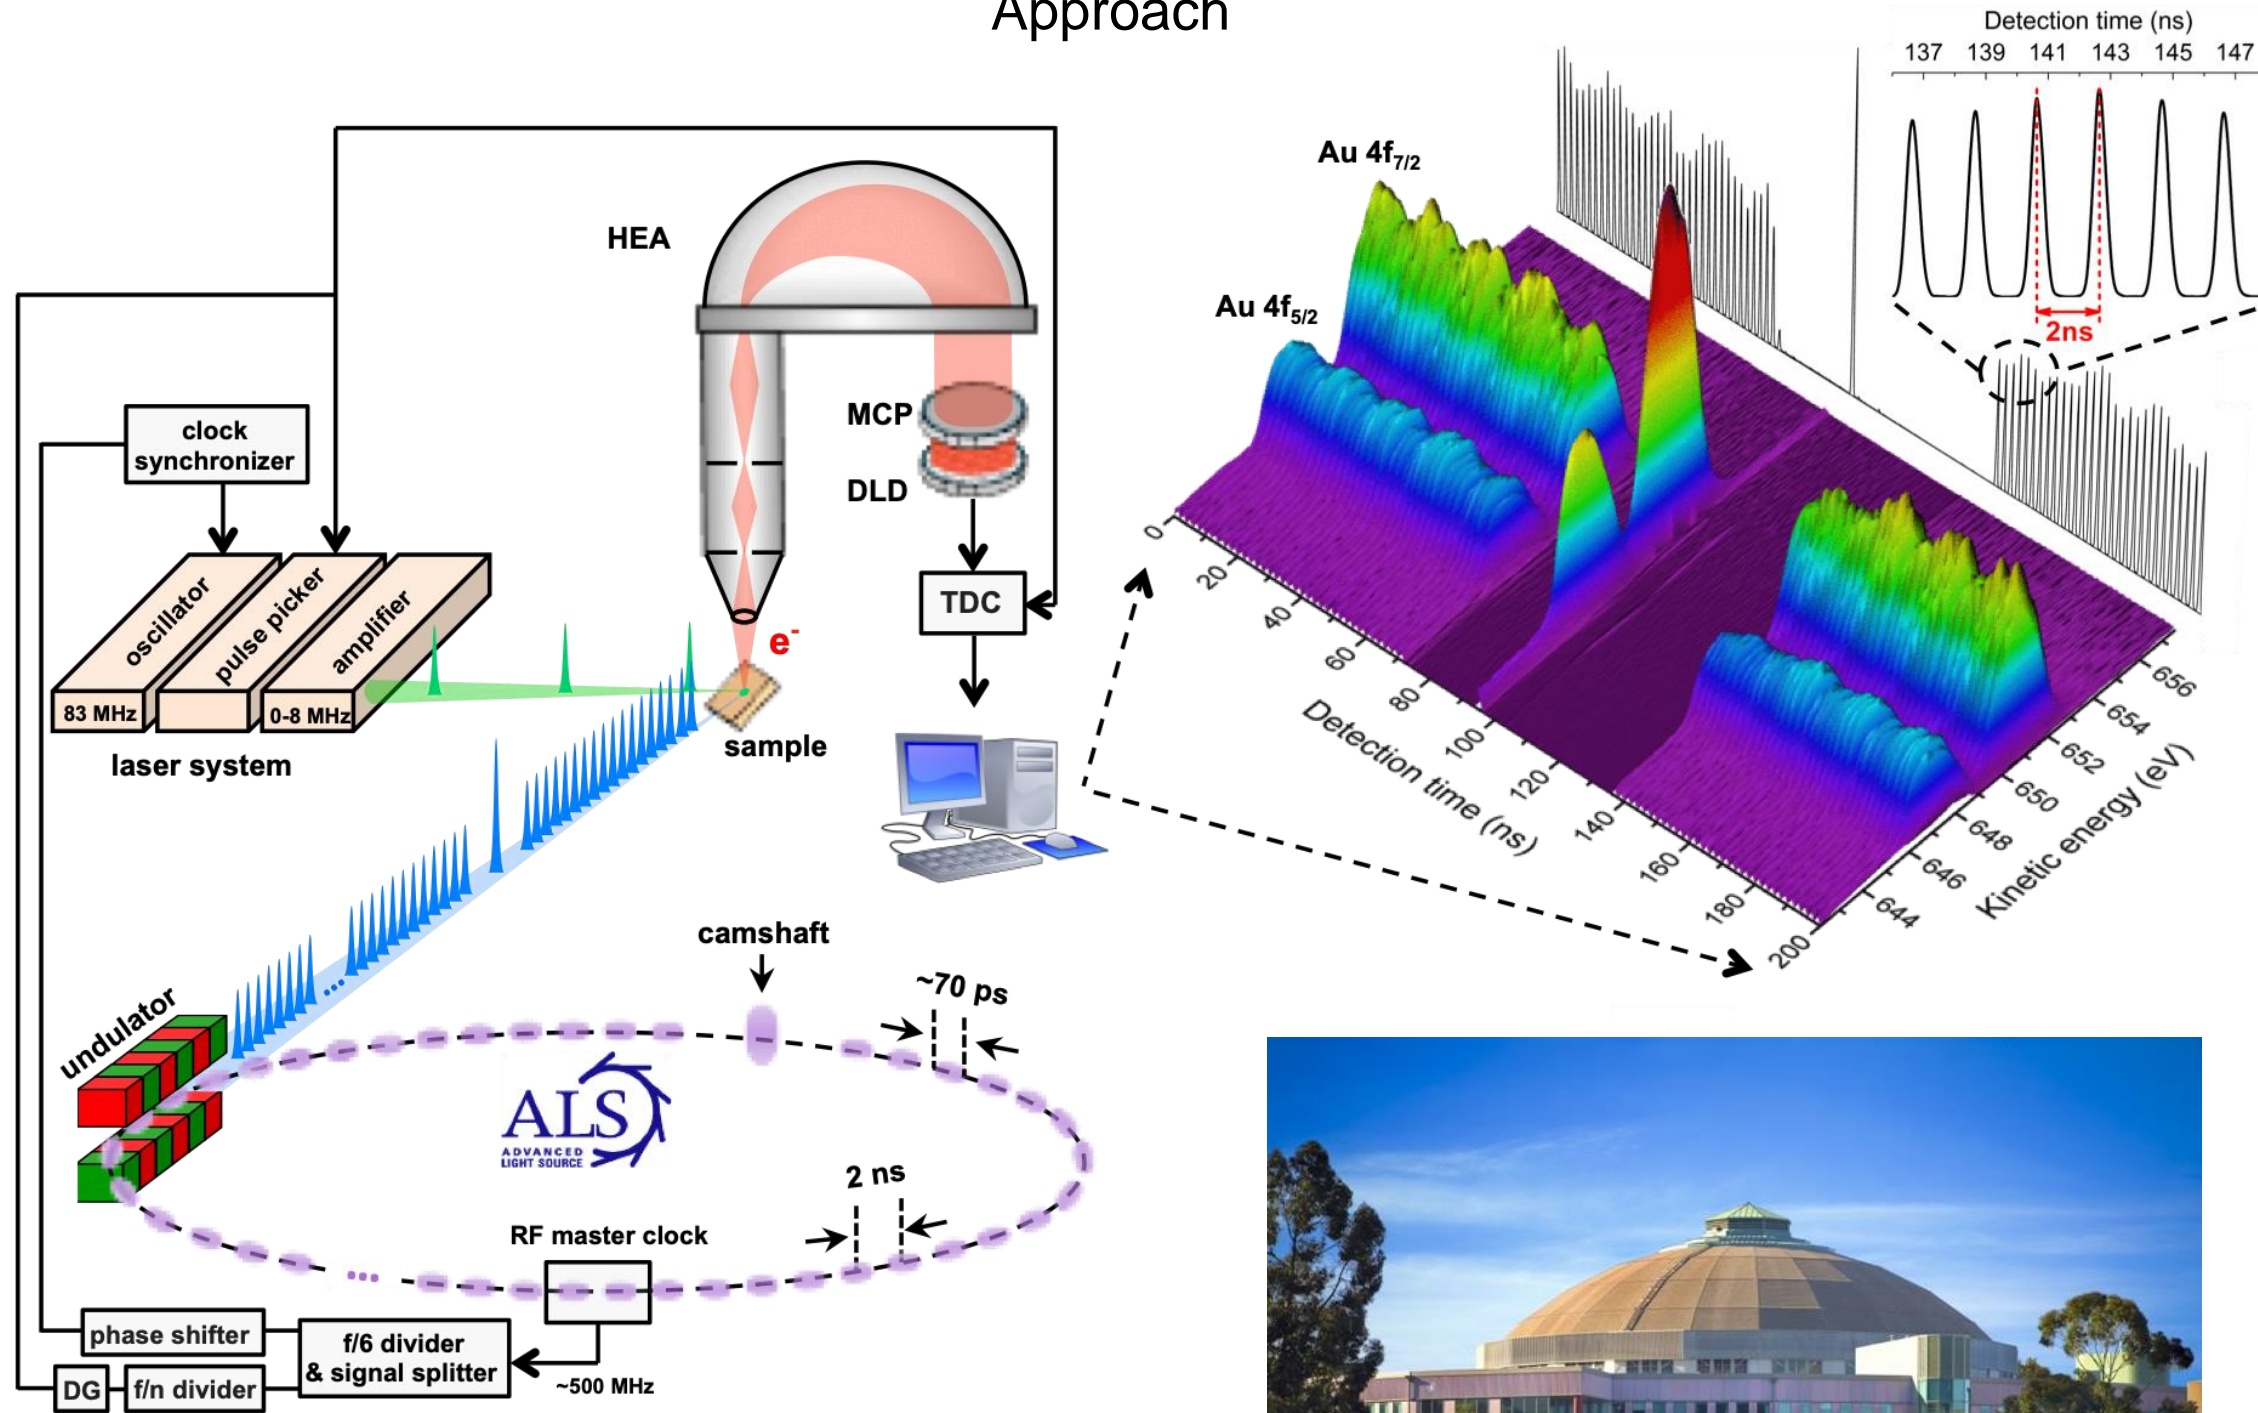 Approach
HEA
MCP
DLD
TDC
e-
sample
clock
synchronizer
oscillator
pulse picker
amplifier
83 MHz
0-8 MHz
laser system
undulator
camshaft
~70 ps
2 ns
ALS
ADVANCED
LIGHT SOURCE
RF master clock
~500 MHz
f/6 divider
& signal splitter
phase shifter
f/n divider
DG
Au 4f7/2
Au 4f5/2
Detection time (ns)
137 139 141 143 145 147
2ns
0
20
40
60
80
100
120
140
160
180
200
Detection time (ns)
644
646
648
650
652
654
656
Kinetic energy (eV)